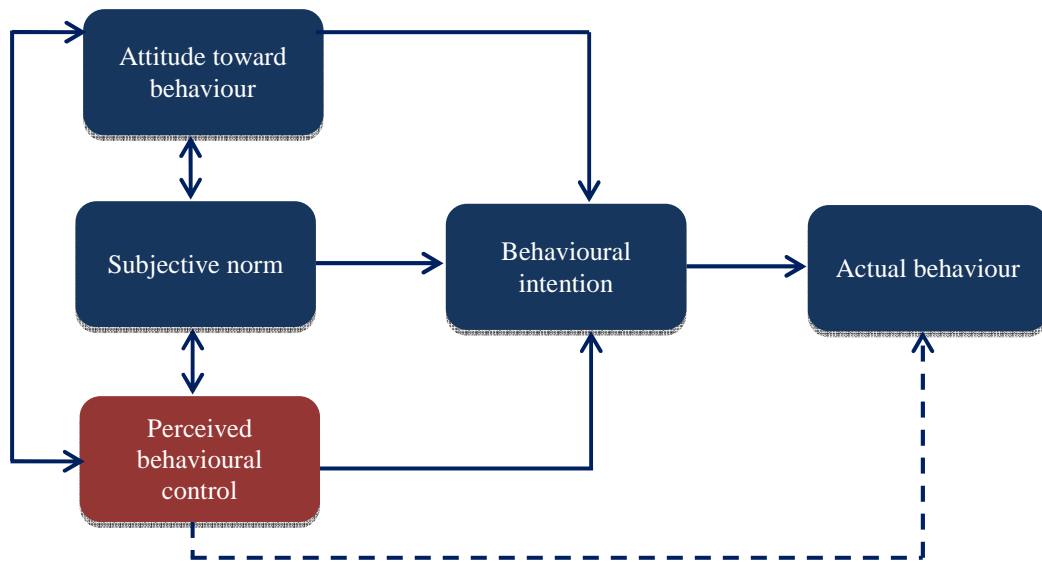 Attitude toward
behaviour
Subjective norm
Behavioural
intention
Actual behaviour
Perceived
behavioural
control